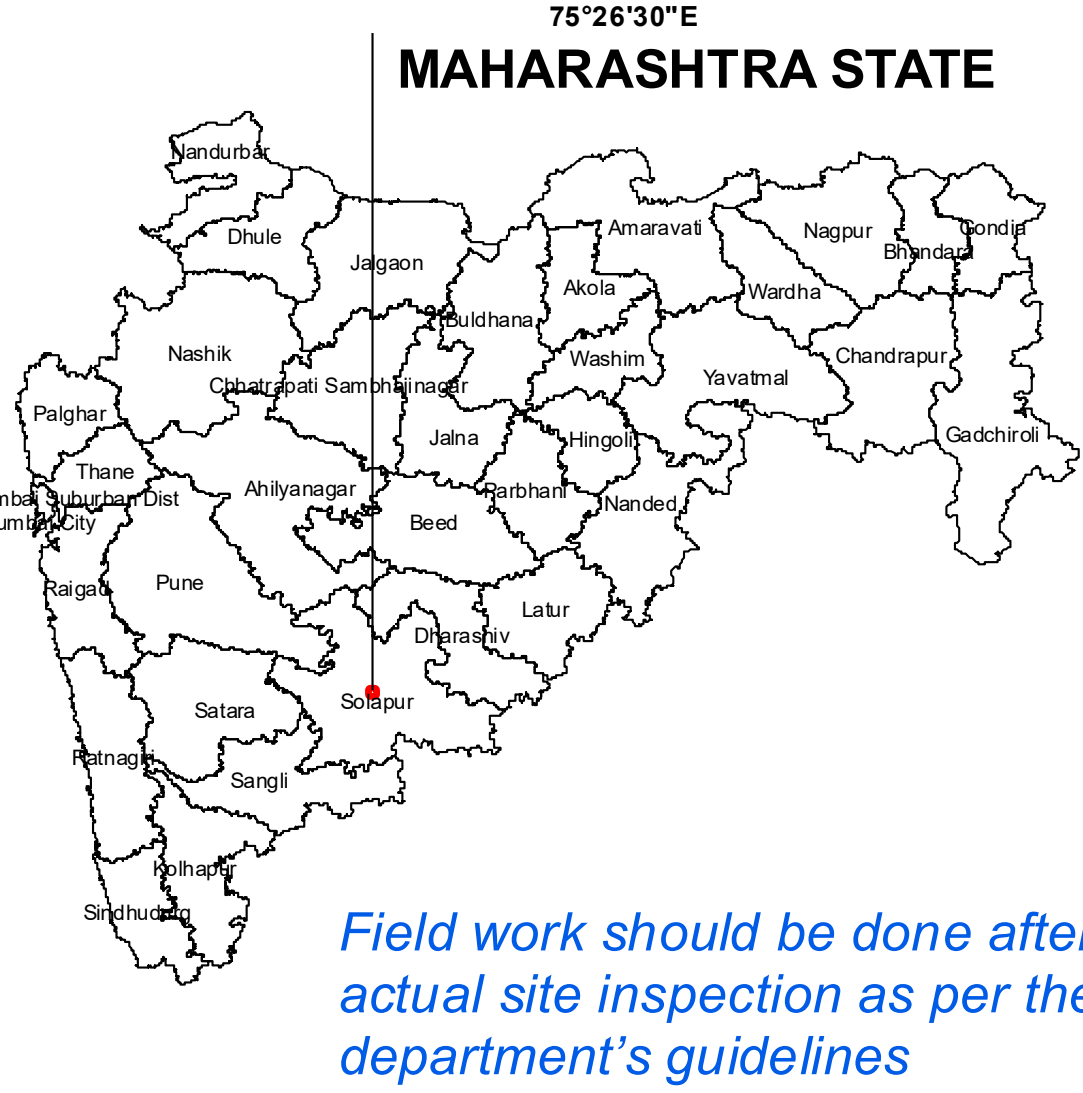 75°26'30"E
MAHARASHTRA STATE
Nandurbar
Dhule
Jalgaon
Amaravati
Nagpur
Gondia
Bhandara
Akola
Wardha
Buldhana
Nashik
Washim
Chandrapur
Chhatrapati Sambhajinagar
Yavatmal
Palghar
Jalna
Hingoli
Gadchiroli
Thane
Ahilyanagar
Parbhani
mbai Suburban Dist
Nanded
umbai City
Beed
Pune
Raigad
Latur
Dharashiv
Solapur
Satara
Ratnagiri
Sangli
Kolhapur
Sindhudurg
Field work should be done after
actual site inspection as per the
department’s guidelines